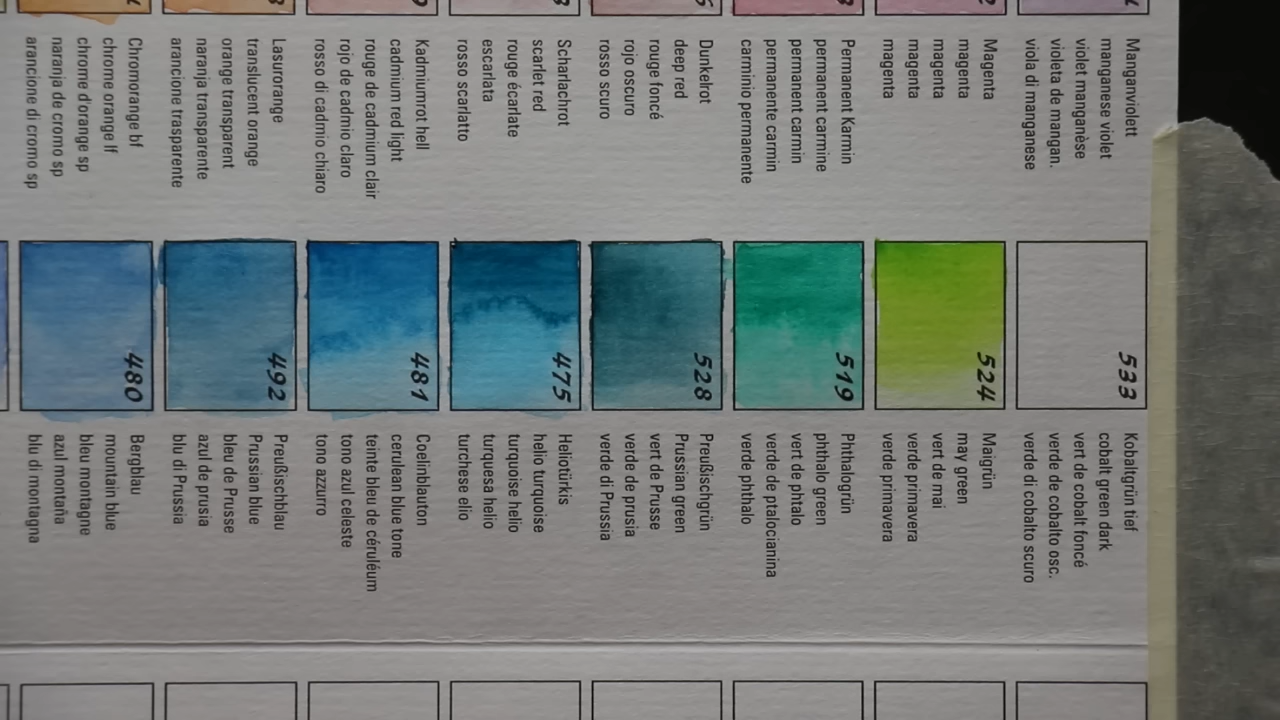 Manganviolett
manganese violet
violet manganèse
violeta de mangan.
viola di manganese
Magenta
magenta
magenta
magenta
magenta
Permanent Karmin
permanent carmine
permanent carmin
permanente carmin
carminio permanente
Dunkelrot
deep red
rouge foncé
rojo oscuro
rosso scuro
Scharlachrot
scarlet red
rouge écarlate
escarlata
rosso scarlatto
Kadmiumrot hell
cadmium red light
rouge de cadmium clair
rojo de cadmio claro
rosso di cadmio chiaro
Lasurorange
translucent orange
orange transparent
naranja transparente
arancione trasparente
Chromorange bf
chrome orange lf
chrome d'orange sp
naranja de cromo sp
arancione di cromo sp
533
Kobaltgrün tief
cobalt green dark
vert de cobalt foncé
verde de cobalto osc.
verde di cobalto scuro
524
Maigrün
may green
vert de mai
verde primavera
verde primavera
519
Phthalogrün
phthalo green
vert de phtalo
verde de ptalocianina
verde phthalo
528
Preußischgrün
Prussian green
vert de Prusse
verde de prusia
verde di Prussia
475
Heliotürkis
helio turquoise
turquoise helio
turquesa helio
turchese elio
481
Coelinblauton
cerulean blue tone
teinte bleu de céruléum
tono azul celeste
tono azzurro
492
Preußischblau
Prussian blue
bleu de Prusse
azul de prusia
blu di Prussia
480
Bergblau
mountain blue
bleu montagne
azul montaña
blu di montagna